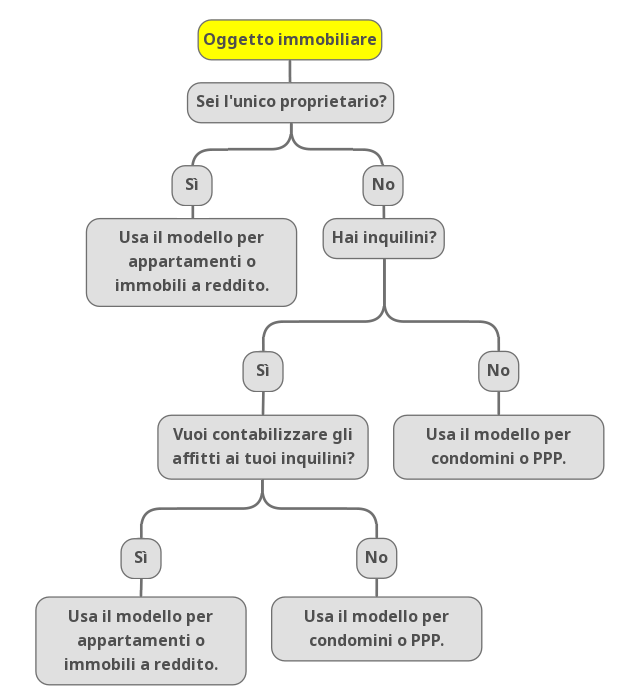 Oggetto immobiliare
Sei l'unico proprietario?
Sì
No
Usa il modello per
appartamenti o
immobili a reddito.
Hai inquilini?
Sì
No
Vuoi contabilizzare gli
affitti ai tuoi inquilini?
Usa il modello per
condomini o PPP.
Sì
No
Usa il modello per
appartamenti o
immobili a reddito.
Usa il modello per
condomini o PPP.